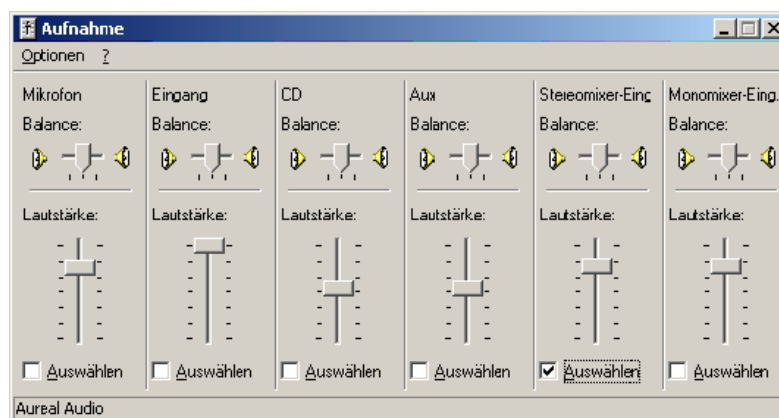 Aufnahme
Optionen ?
Mikrofon Eingang CD Aux Stereomixer-Eing Monomixer-Eing.
Balance: Balance: Balance: Balance: Balance: Balance:
Lautstärke: Lautstärke: Lautstärke: Lautstärke: Lautstärke: Lautstärke:
Auswählen Auswählen Auswählen Auswählen Auswählen Auswählen
Aureal Audio